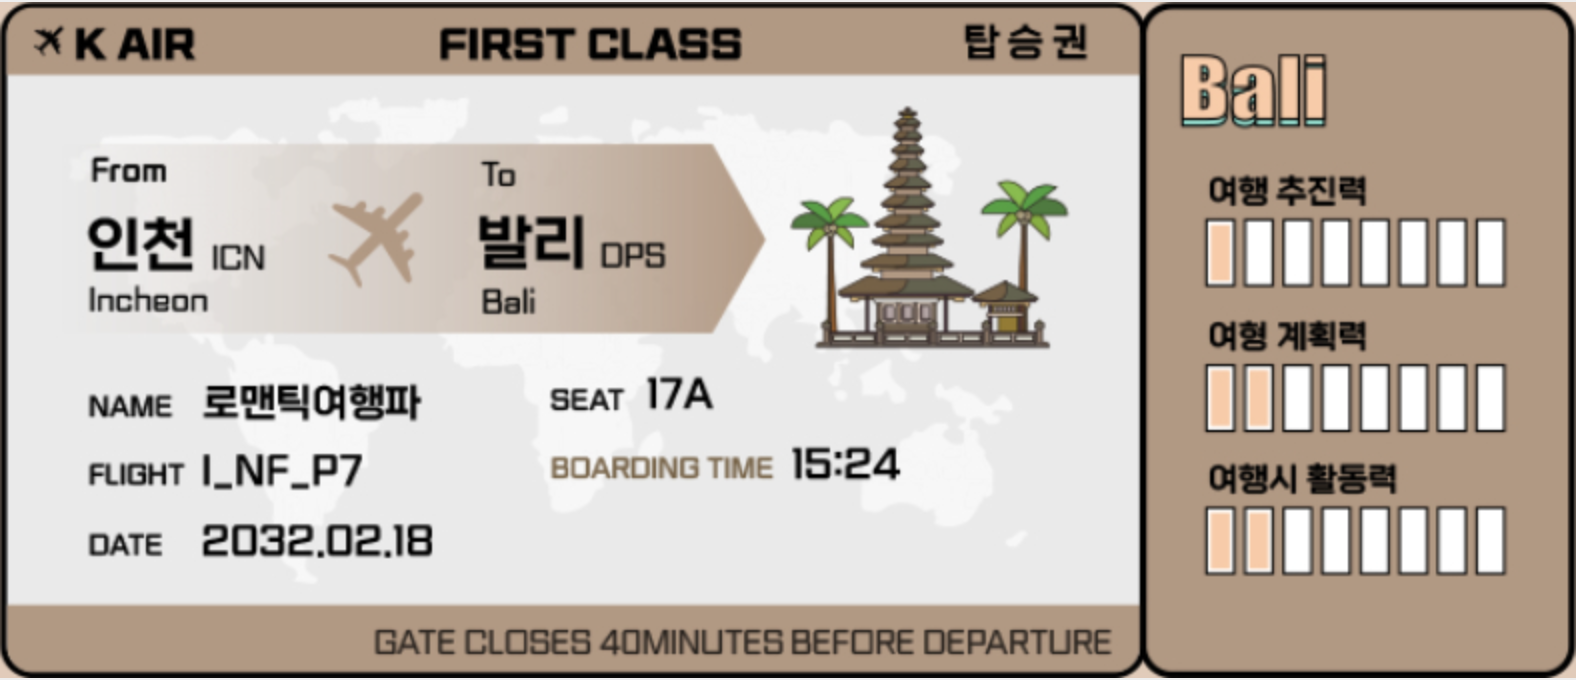 K AIR FIRST CLASS 탑승권
From
인천 ICN
Incheon
To
발리 DPS
Bali
NAME 로맨틱여행파
SEAT 17A
FLIGHT I_NF_P7
BOARDING TIME 15:24
DATE 2032.02.18
GATE CLOSES 40MINUTES BEFORE DEPARTURE
Bali
여행 추진력
여형 계획력
여행시 활동력